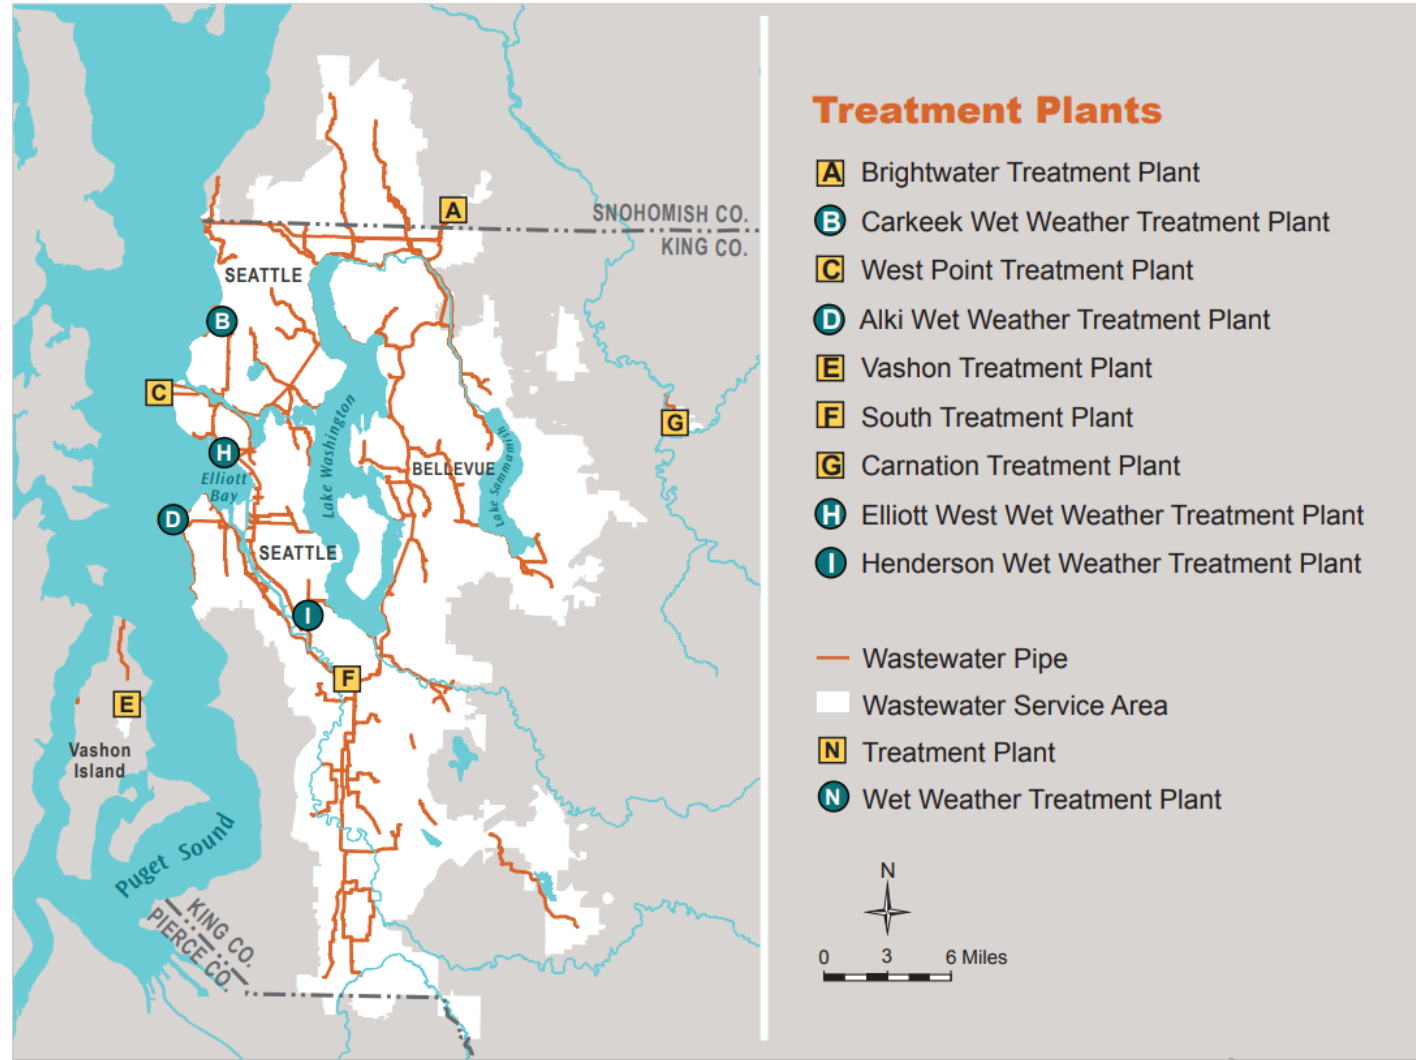 A
SNOHOMISH CO.
KING CO.
SEATTLE
B
C
Lake Washington
G
H
Elliott
Bay
BELLEVUE
Lake Sammamish
D
SEATTLE
I
F
E
Vashon
Island
Puget Sound
KING CO.
PIERCE CO.
Treatment Plants
A Brightwater Treatment Plant
B Carkeek Wet Weather Treatment Plant
C West Point Treatment Plant
D Alki Wet Weather Treatment Plant
E Vashon Treatment Plant
F South Treatment Plant
G Carnation Treatment Plant
H Elliott West Wet Weather Treatment Plant
I Henderson Wet Weather Treatment Plant
Wastewater Pipe
Wastewater Service Area
N Treatment Plant
N Wet Weather Treatment Plant
N
0 3 6 Miles